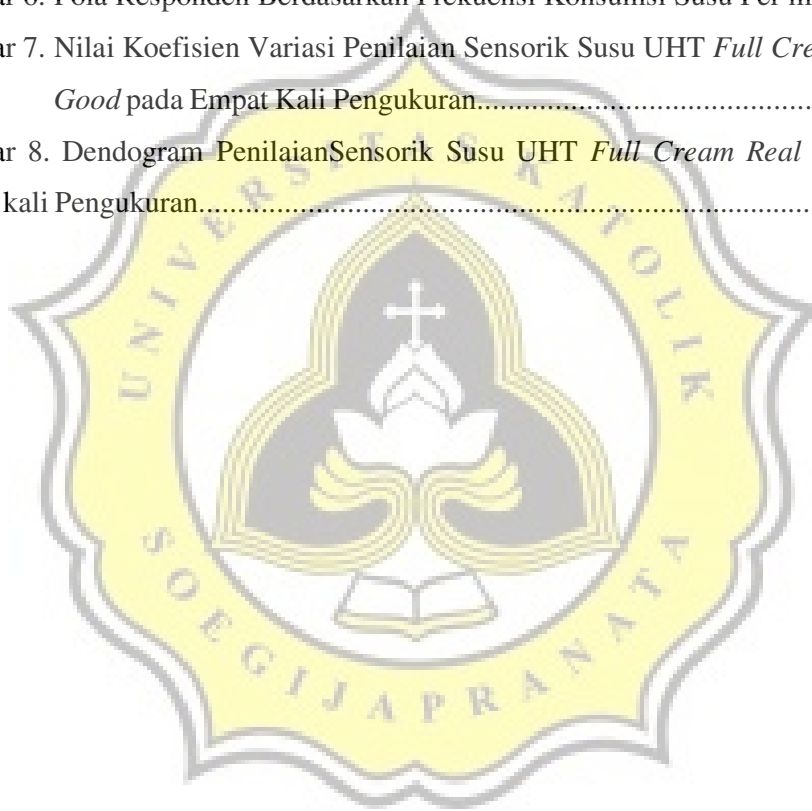 ar 6. Pola Responden Berdasarkan Frekuensi Konsumsi Susu Per
ar 7. Nilai Koefisien Variasi Penilaian Sensorik Susu UHT Full Cre
Good pada Empat Kali Pengukuran
ar 8. Dendogram PenilaianSensorik Susu UHT Full Cream Real
kali Pengukuran
UNIVERSITAS KATOLIK
SOEGIJAPRANATA